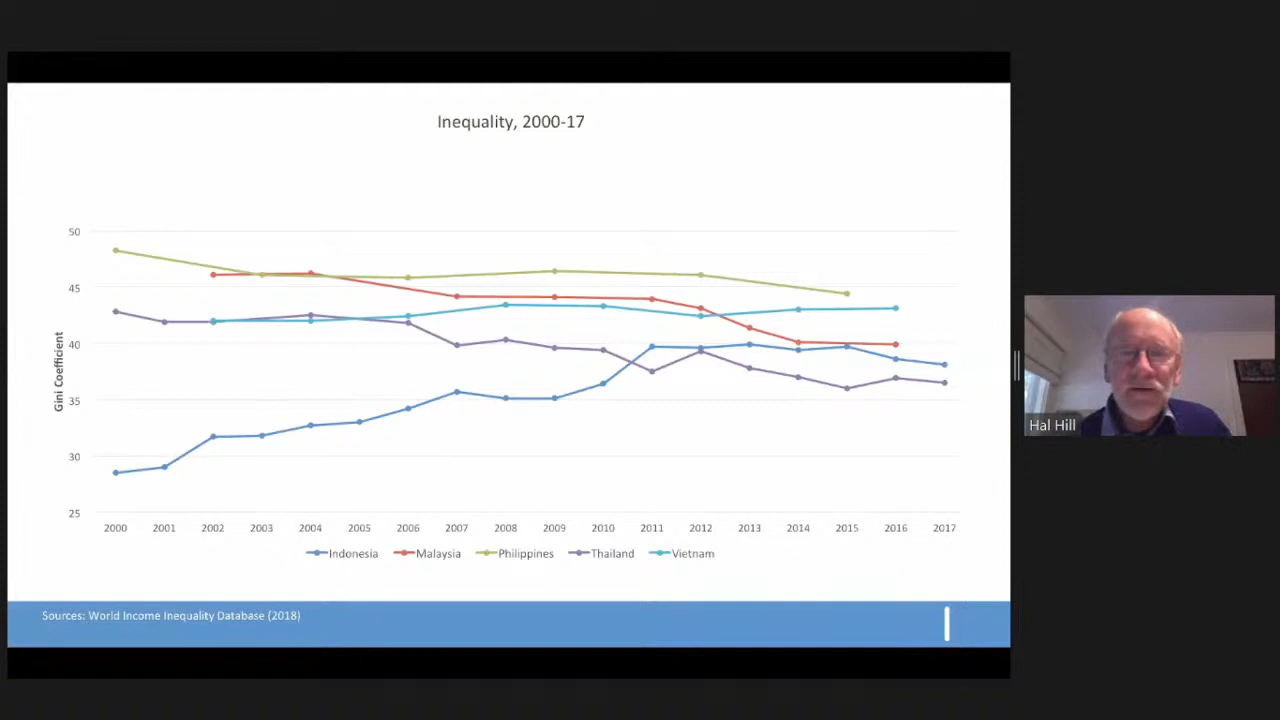 Inequality, 2000-17
50
45
40
35
30
25
Gini Coefficient
2000 2001 2002 2003 2004 2005 2006 2007 2008 2009 2010 2011 2012 2013 2014 2015 2016 2017
Indonesia Malaysia Philippines Thailand Vietnam
Sources: World Income Inequality Database (2018)
Hal Hill